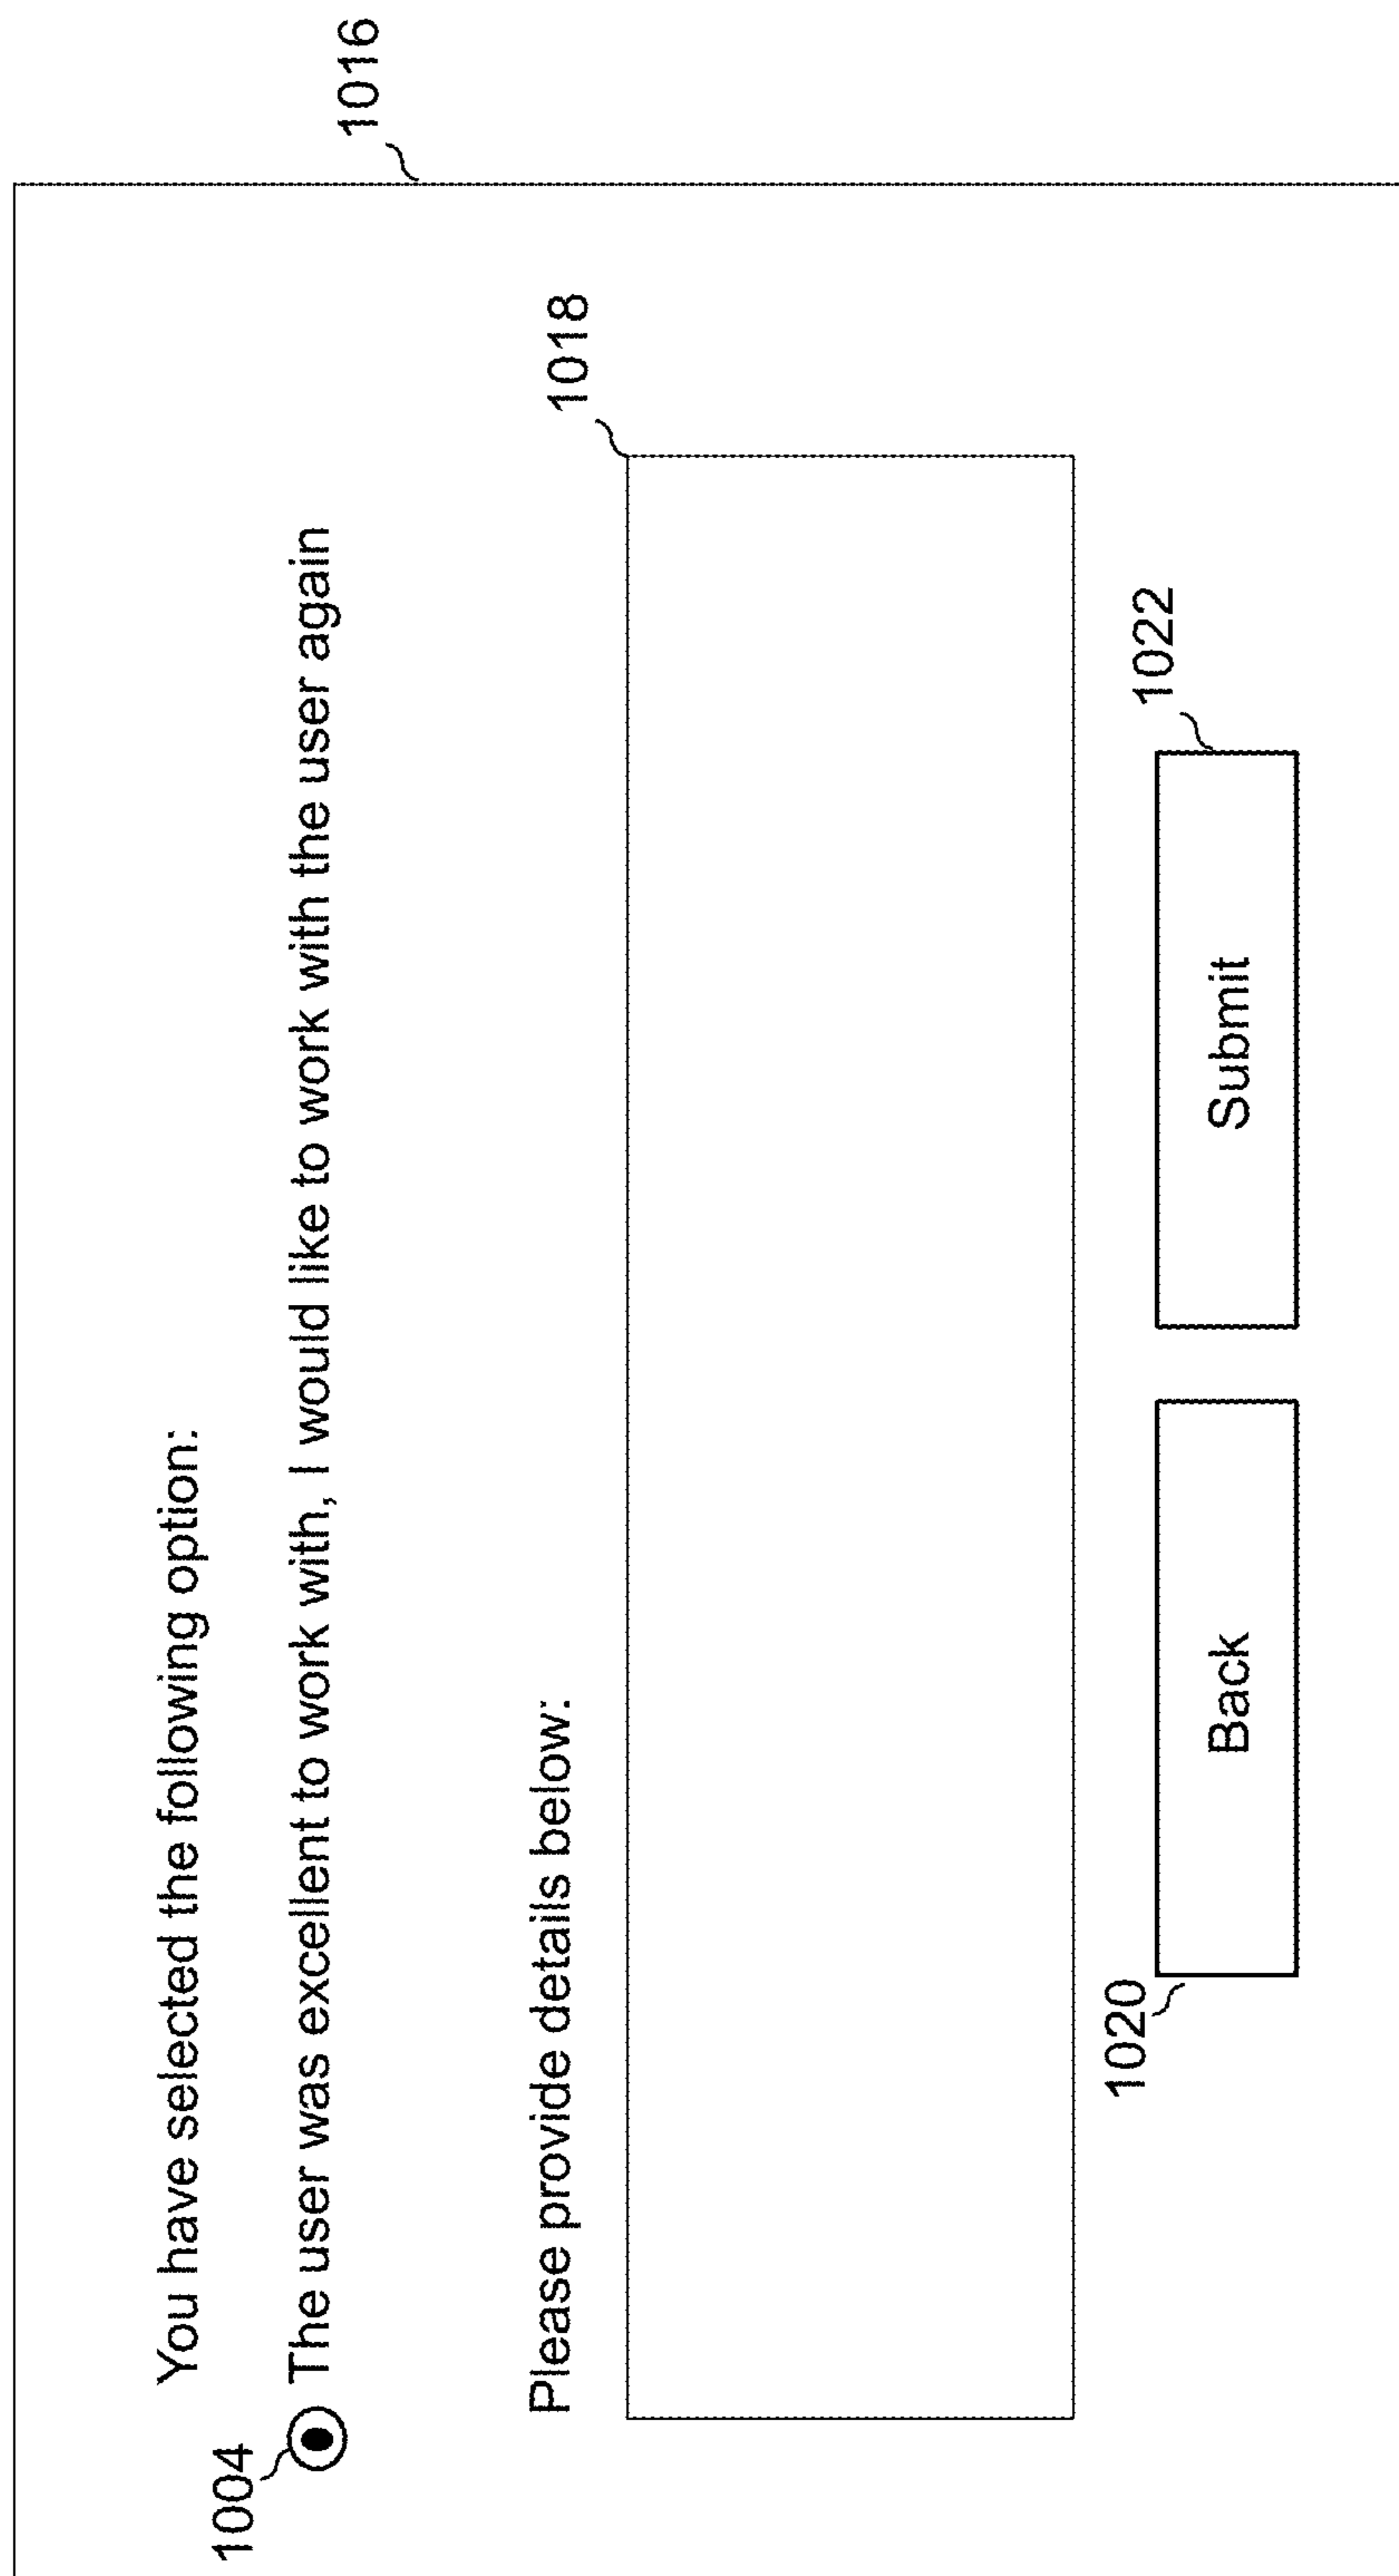 1016
You have selected the following option:
1004
The user was excellent to work with, I would like to work with the user again
Please provide details below:
1018
1020
Back
Submit
1022